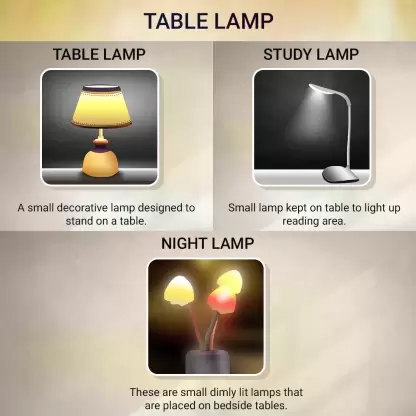 TABLE LAMP
TABLE LAMP
STUDY LAMP
A small decorative lamp designed to
stand on a table.
Small lamp kept on table to light up
reading area.
NIGHT LAMP
These are small dimly lit lamps that
are placed on bedside tables.